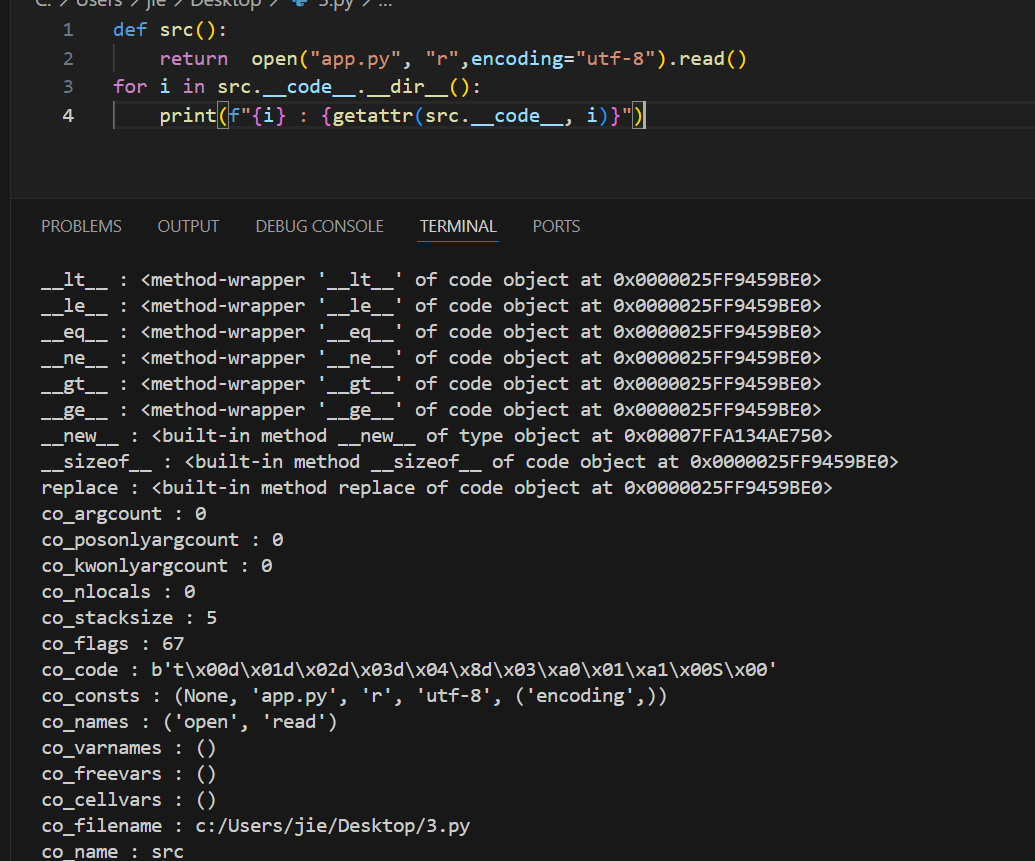 C: > Users > jie > Desktop > 3.py > ...
1 def src():
2     return  open("app.py", "r",encoding="utf-8").read()
3 for i in src.__code__.__dir__():
4     print(f"{i} : {getattr(src.__code__, i)}")
PROBLEMS OUTPUT DEBUG CONSOLE TERMINAL PORTS
__lt__ : <method-wrapper '__lt__' of code object at 0x0000025FF9459BE0>
__le__ : <method-wrapper '__le__' of code object at 0x0000025FF9459BE0>
__eq__ : <method-wrapper '__eq__' of code object at 0x0000025FF9459BE0>
__ne__ : <method-wrapper '__ne__' of code object at 0x0000025FF9459BE0>
__gt__ : <method-wrapper '__gt__' of code object at 0x0000025FF9459BE0>
__ge__ : <method-wrapper '__ge__' of code object at 0x0000025FF9459BE0>
__new__ : <built-in method __new__ of type object at 0x00007FFA134AE750>
__sizeof__ : <built-in method __sizeof__ of code object at 0x0000025FF9459BE0>
replace : <built-in method replace of code object at 0x0000025FF9459BE0>
co_argcount : 0
co_posonlyargcount : 0
co_kwonlyargcount : 0
co_nlocals : 0
co_stacksize : 5
co_flags : 67
co_code : b't\x00d\x01d\x02d\x03d\x04\x8d\x03\xa0\x01\xa1\x00S\x00'
co_consts : (None, 'app.py', 'r', 'utf-8', ('encoding',))
co_names : ('open', 'read')
co_varnames : ()
co_freevars : ()
co_cellvars : ()
co_filename : c:/Users/jie/Desktop/3.py
co_name : src